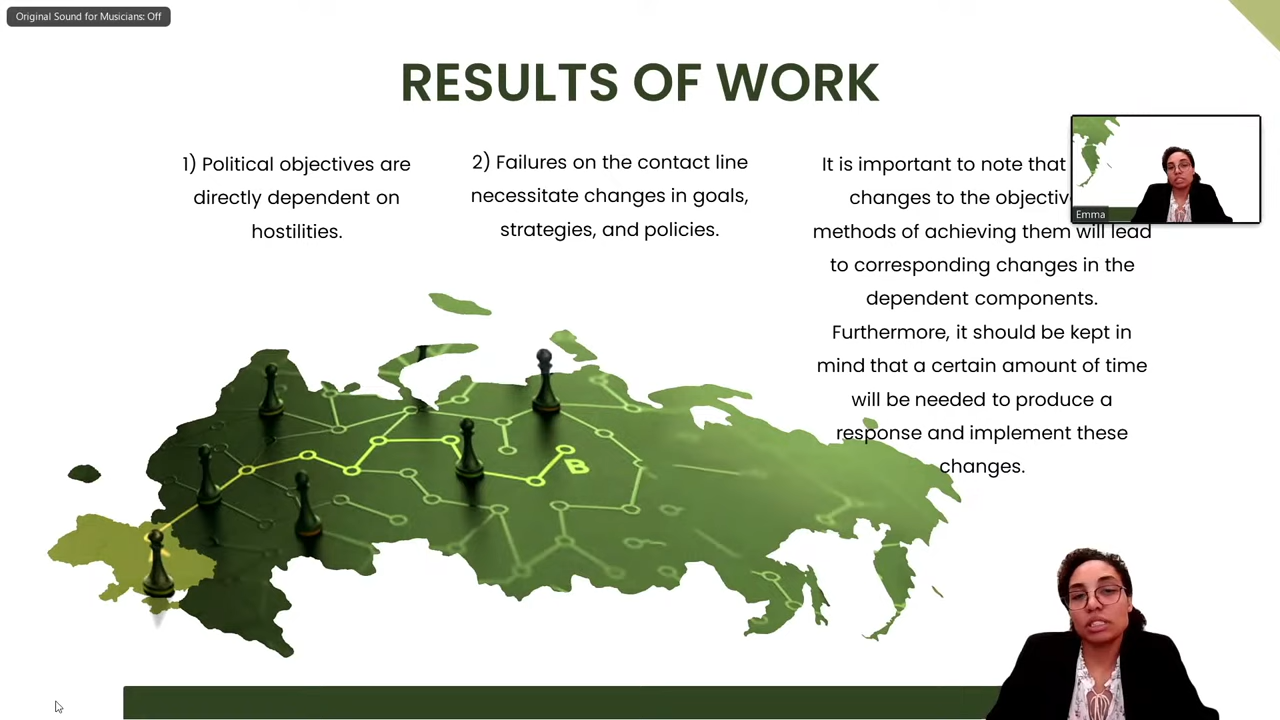 Original Sound for Musicians: Off
RESULTS OF WORK
1) Political objectives are
directly dependent on
hostilities.
2) Failures on the contact line
necessitate changes in goals,
strategies, and policies.
It is important to note that
changes to the
methods of achieving them will lead
to corresponding changes in the
dependent components.
Furthermore, it should be kept in
mind that a certain amount of time
will be needed to produce a
response and implement these
changes.
Emma
B